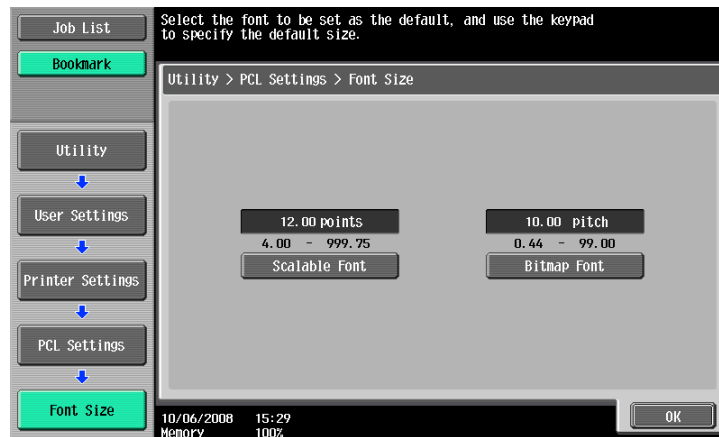 Job List
Bookmark
Select the font to be set as the default, and use the keypad
to specify the default size.
Utility > PCL Settings > Font Size
Utility
User Settings
Printer Settings
PCL Settings
Font Size
12.00 points
4.00 - 999.75
Scalable Font
10.00 pitch
0.44 - 99.00
Bitmap Font
10/06/2008 15:29
Memory 100%
OK